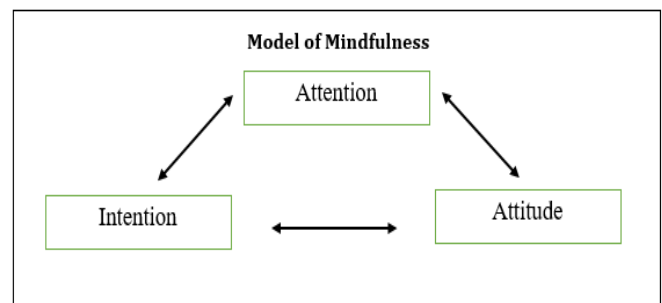 Model of Mindfulness
Attention
Intention
Attitude